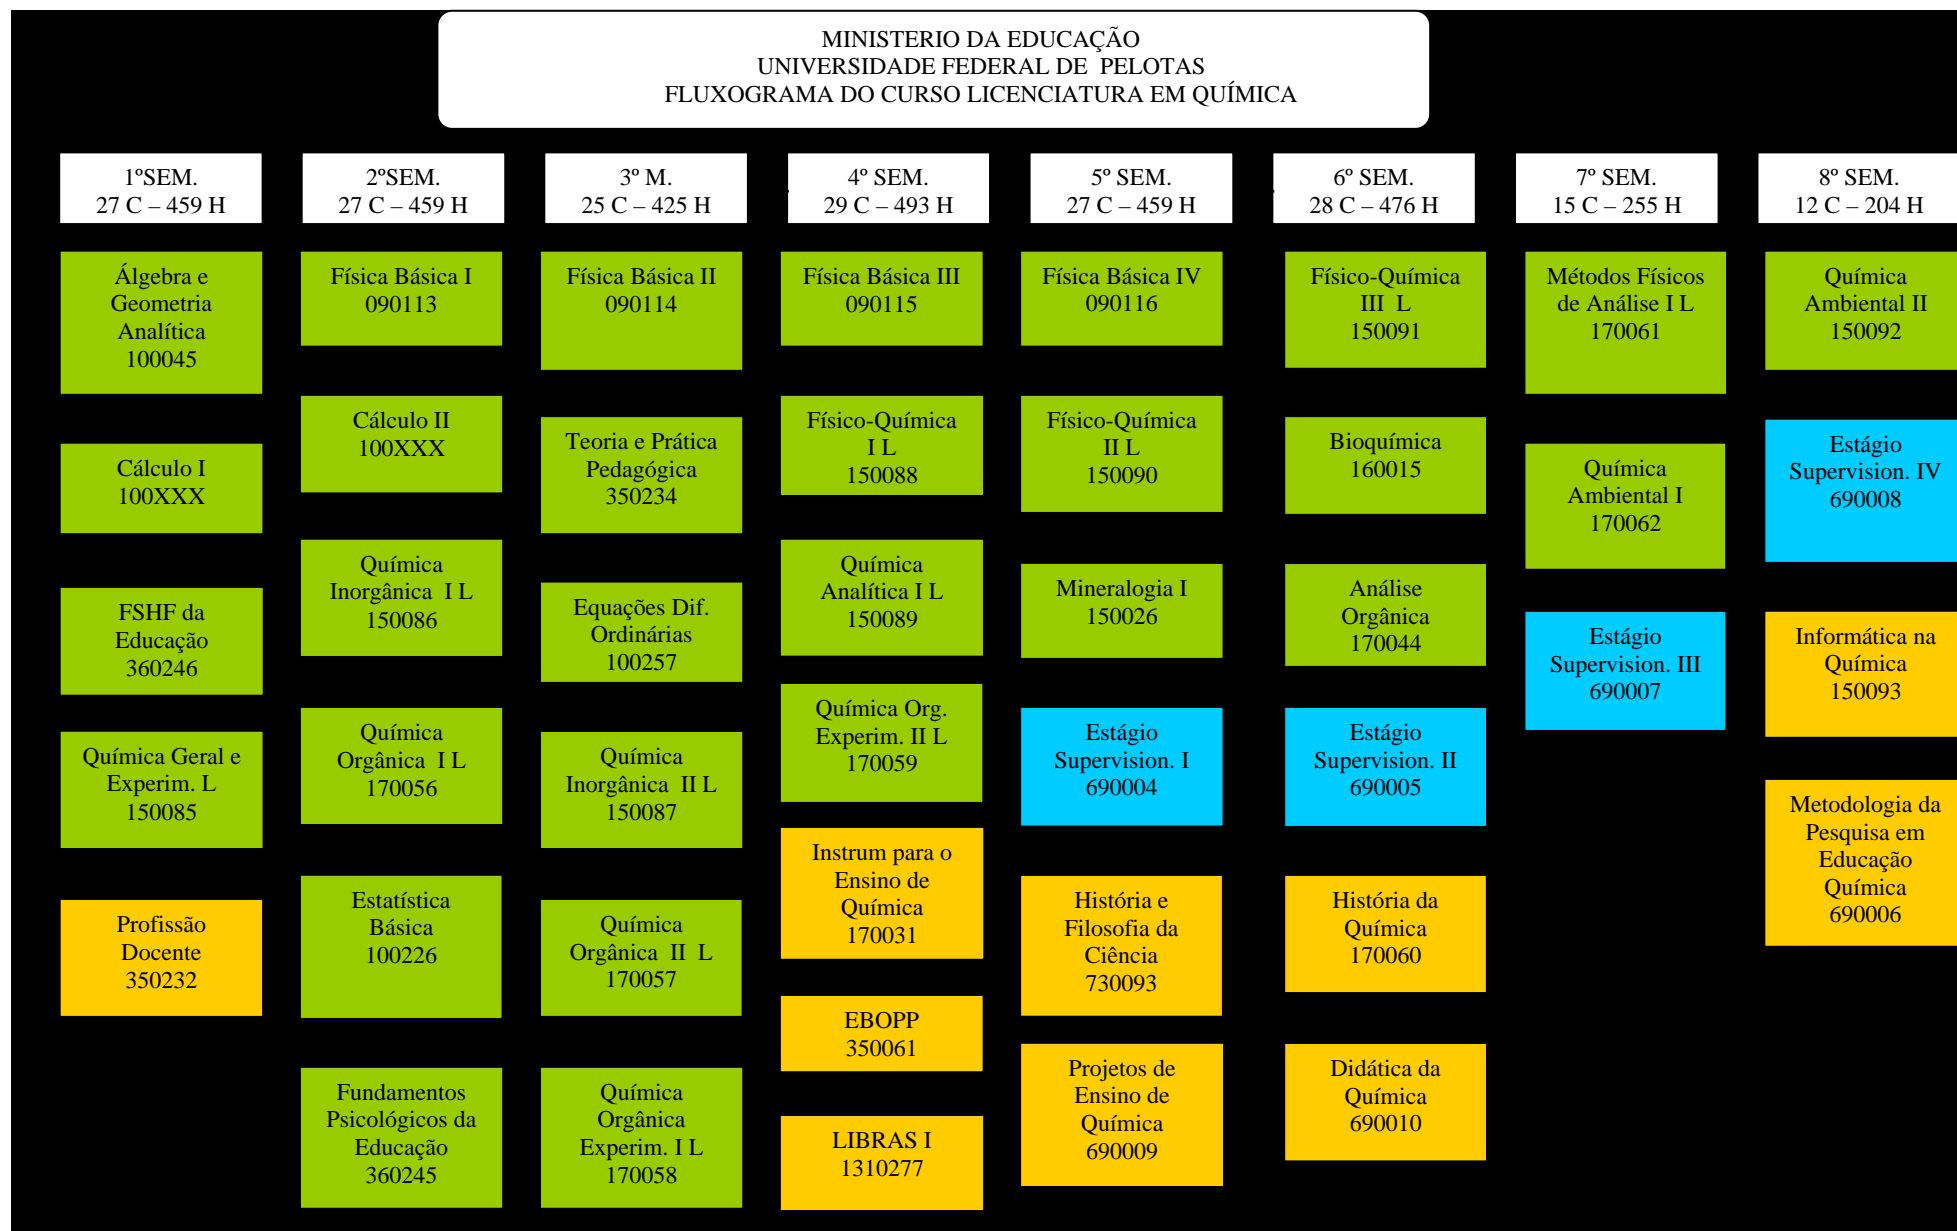 MINISTERIO DA EDUCAÇÃO
UNIVERSIDADE FEDERAL DE PELOTAS
FLUXOGRAMA DO CURSO LICENCIATURA EM QUÍMICA
1ºSEM.
27 C – 459 H
2ºSEM.
27 C – 459 H
3º M.
25 C – 425 H
4º SEM.
29 C – 493 H
5º SEM.
27 C – 459 H
6º SEM.
28 C – 476 H
7º SEM.
15 C – 255 H
8º SEM.
12 C – 204 H
Álgebra e
Geometria
Analítica
100045
Cálculo I
100XXX
FSHF da
Educação
360246
Química Geral e
Experim. L
150085
Profissão
Docente
350232
Física Básica I
090113
Cálculo II
100XXX
Química
Inorgânica I L
150086
Química
Orgânica I L
170056
Estatística
Básica
100226
Fundamentos
Psicológicos da
Educação
360245
Física Básica II
090114
Teoria e Prática
Pedagógica
350234
Equações Dif.
Ordinárias
100257
Química
Inorgânica II L
150087
Química
Orgânica II L
170057
Química
Orgânica
Experim. I L
170058
Física Básica III
090115
Físico-Química
I L
150088
Química
Analítica I L
150089
Química Org.
Experim. II L
170059
Instrum para o
Ensino de
Química
170031
EBOPP
350061
LIBRAS I
1310277
Física Básica IV
090116
Físico-Química
II L
150090
Mineralogia I
150026
Estágio
Supervision. I
690004
História e
Filosofia da
Ciência
730093
Projetos de
Ensino de
Química
690009
Físico-Química
III L
150091
Bioquímica
160015
Análise
Orgânica
170044
Estágio
Supervision. II
690005
História da
Química
170060
Didática da
Química
690010
Métodos Físicos
de Análise I L
170061
Química
Ambiental I
170062
Estágio
Supervision. III
690007
Química
Ambiental II
150092
Estágio
Supervision. IV
690008
Informática na
Química
150093
Metodologia da
Pesquisa em
Educação
Química
690006